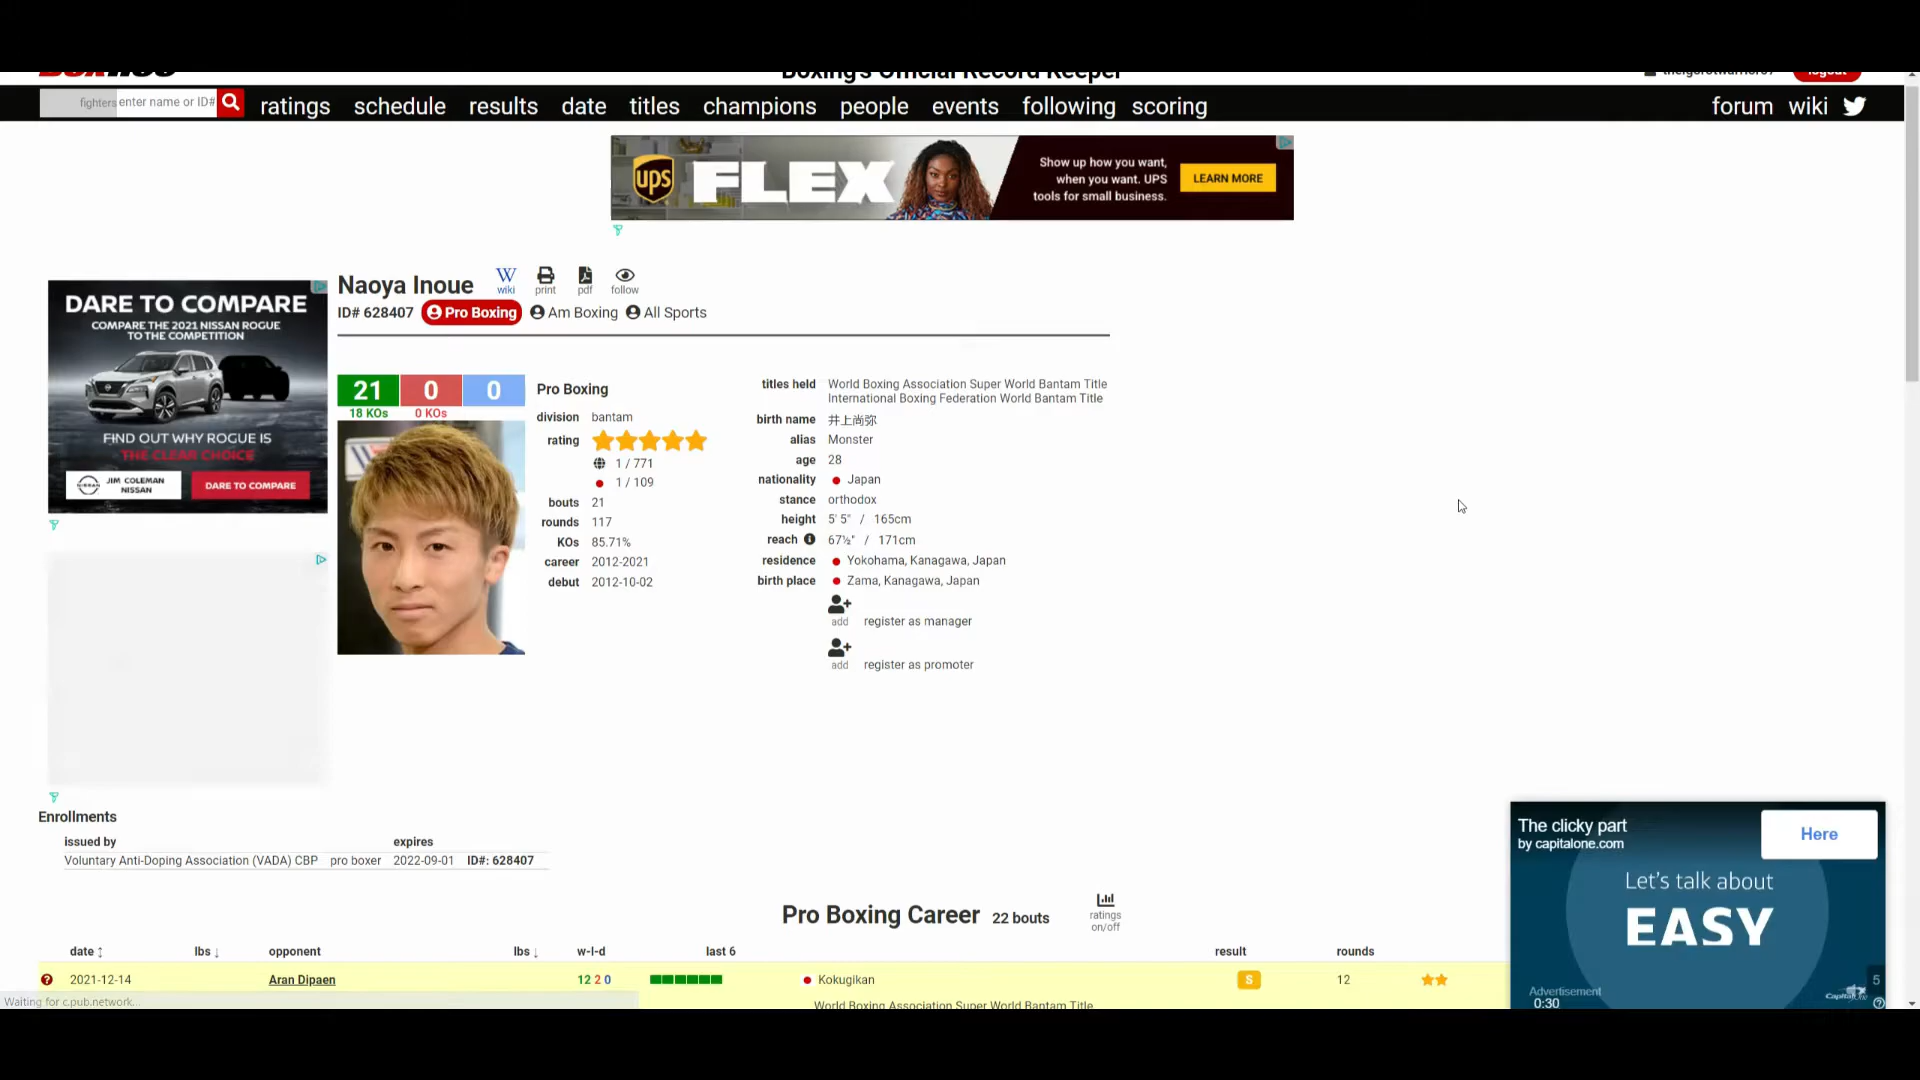 Boxing's Official Record Keeper
logout
fighters enter name or ID# ratings schedule results date titles champions people events following scoring forum wiki
ups FLEX
Show up how you want,
when you want. UPS
tools for small business.
LEARN MORE
Naoya Inoue
wiki print pdf follow
ID# 628407 Pro Boxing Am Boxing All Sports
DARE TO COMPARE
COMPARE THE 2021 NISSAN ROGUE
TO THE COMPETITION
FIND OUT WHY ROGUE IS
THE CLEAR CHOICE
JIM COLEMAN
NISSAN
DARE TO COMPARE
21 0 0
18 KOs 0 KOs
Pro Boxing
division bantam
rating
1 / 771
1 / 109
bouts 21
rounds 117
KOs 85.71%
career 2012-2021
debut 2012-10-02
titles held World Boxing Association Super World Bantam Title
International Boxing Federation World Bantam Title
birth name 井上尚弥
alias Monster
age 28
nationality Japan
stance orthodox
height 5' 5" / 165cm
reach 67½" / 171cm
residence Yokohama, Kanagawa, Japan
birth place Zama, Kanagawa, Japan
add register as manager
add register as promoter
Enrollments
issued by expires
Voluntary Anti-Doping Association (VADA) CBP pro boxer 2022-09-01 ID#: 628407
Pro Boxing Career 22 bouts
ratings
on/off
date lbs opponent lbs w-l-d last 6 result rounds
2021-12-14 Aran Dipaen 12 2 0 Kokugikan S 12
World Boxing Association Super World Bantam Title
Waiting for c.pub.network...
The clicky part
by capitalone.com
Here
Let's talk about
EASY
Advertisement
0:30
5